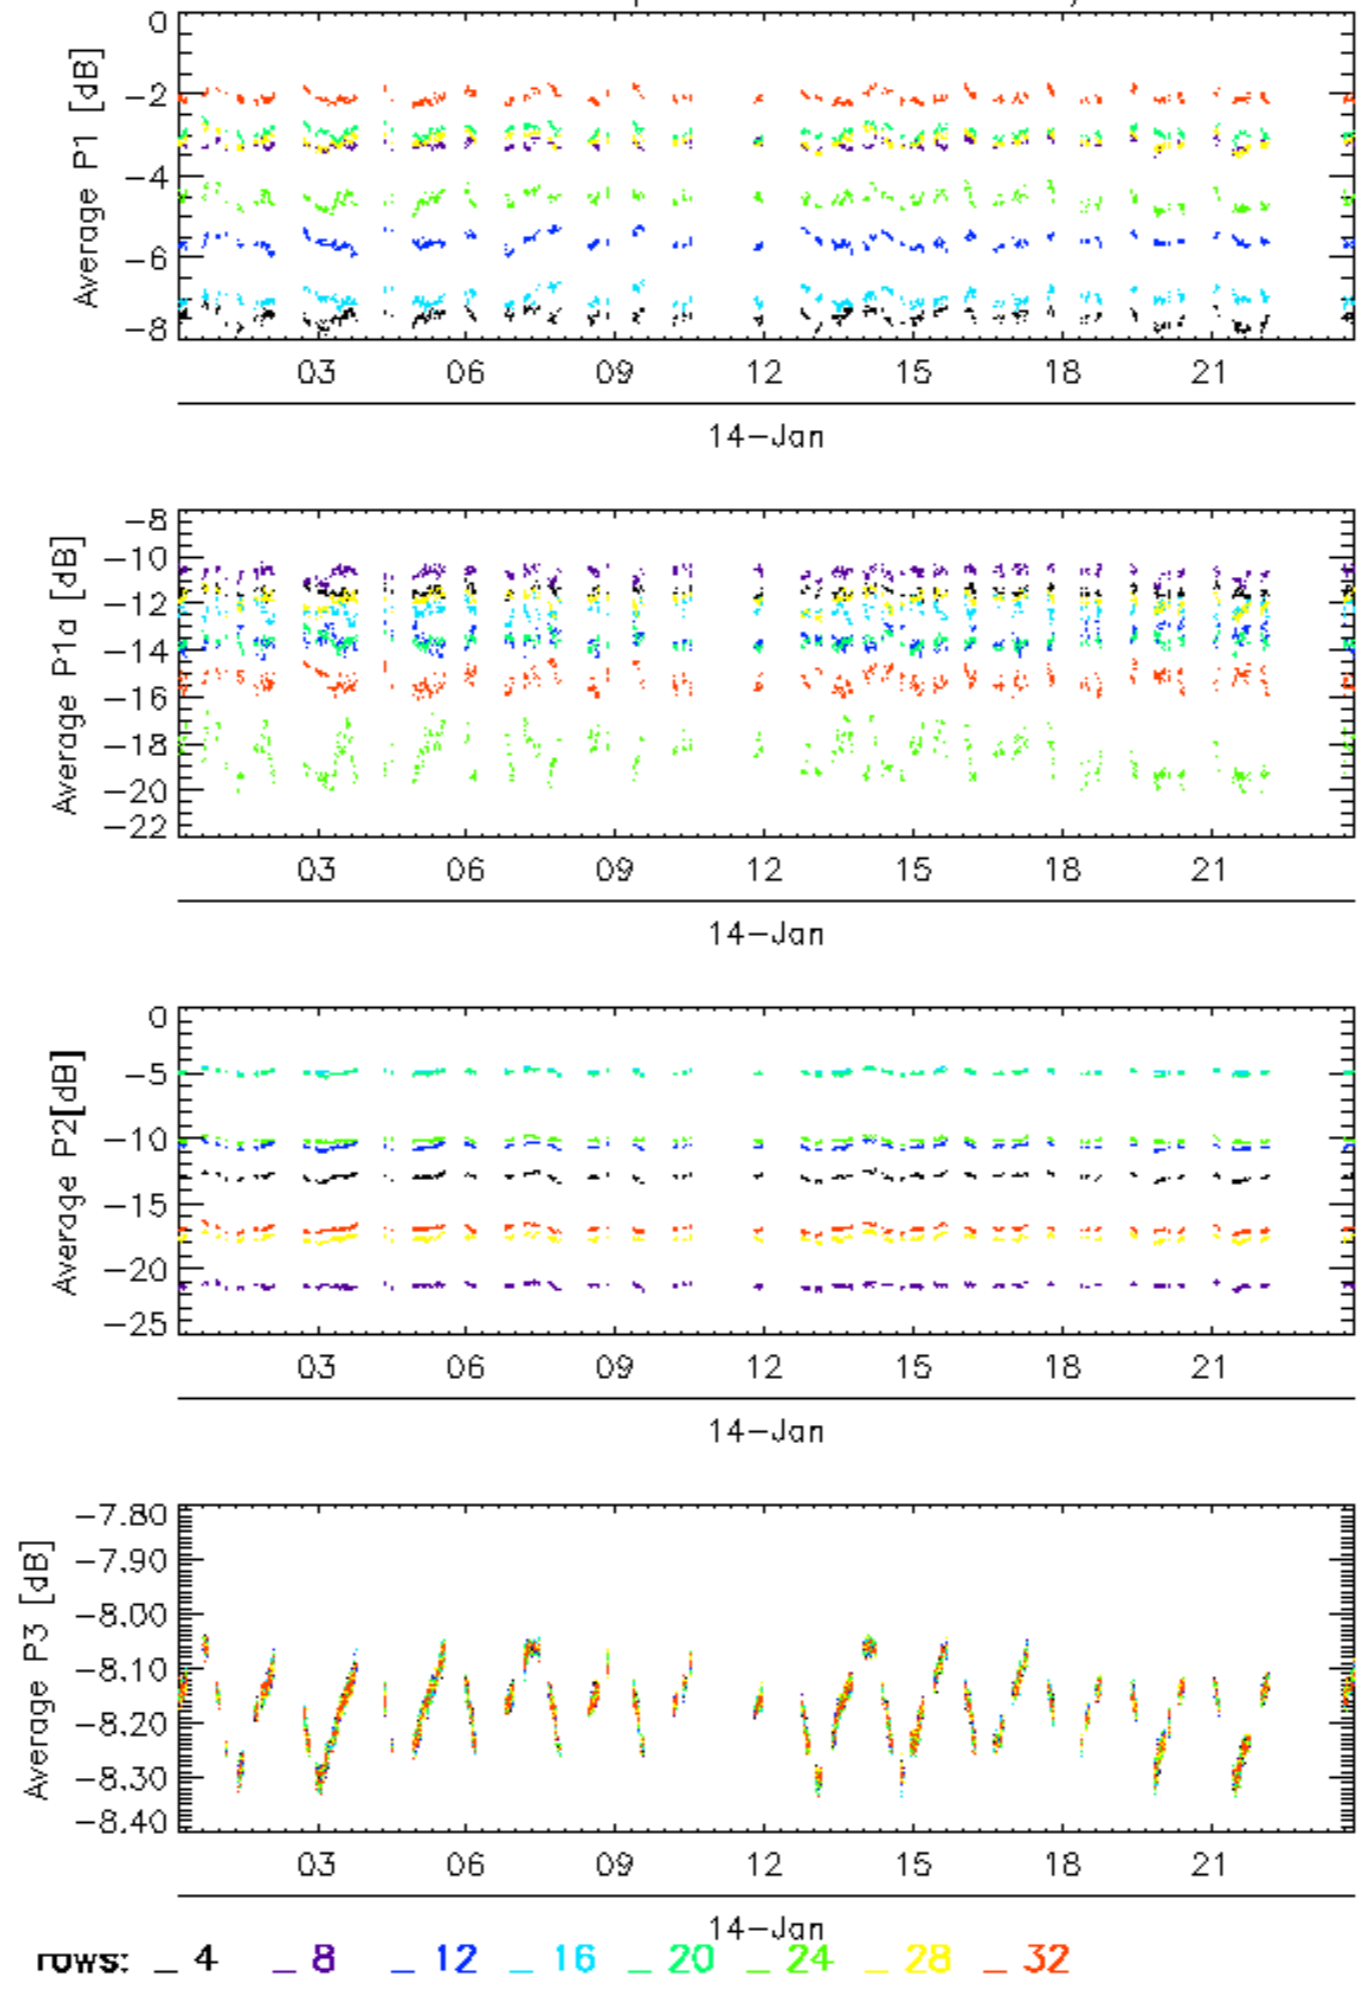 0
-2
-4
-6
-8
Average P1 [dB]
03 06 09 12 15 18 21
14-Jan
-8
-10
-12
-14
-16
-18
-20
-22
Average P1a [dB]
03 06 09 12 15 18 21
14-Jan
0
-5
-10
-15
-20
-25
Average P2[dB]
03 06 09 12 15 18 21
14-Jan
-7.80
-7.90
-8.00
-8.10
-8.20
-8.30
-8.40
Average P3 [dB]
03 06 09 12 15 18 21
14-Jan
rows: _ 4 _ 8 _ 12 _ 16 _ 20 _ 24 _ 28 _ 32